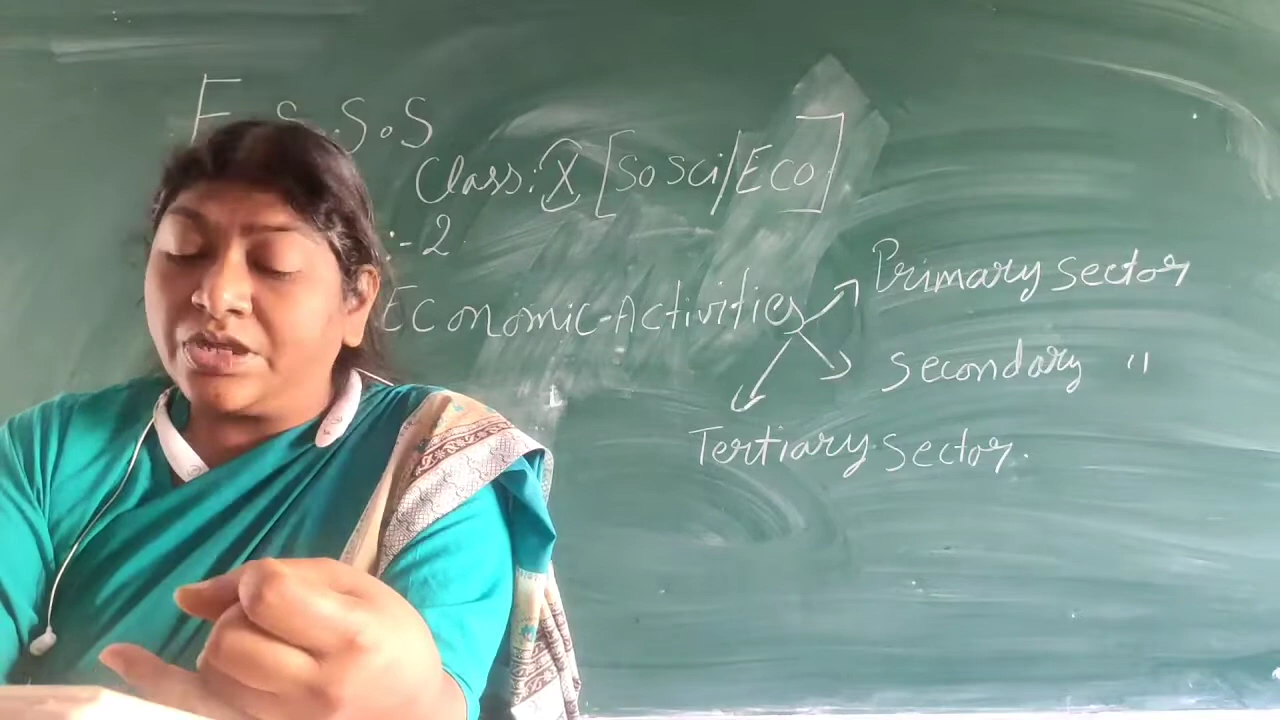 S.S
Class: X [So Sci/Eco]
:-2
Economic-Activities
Primary Sector
Secondary "
Tertiary Sector.